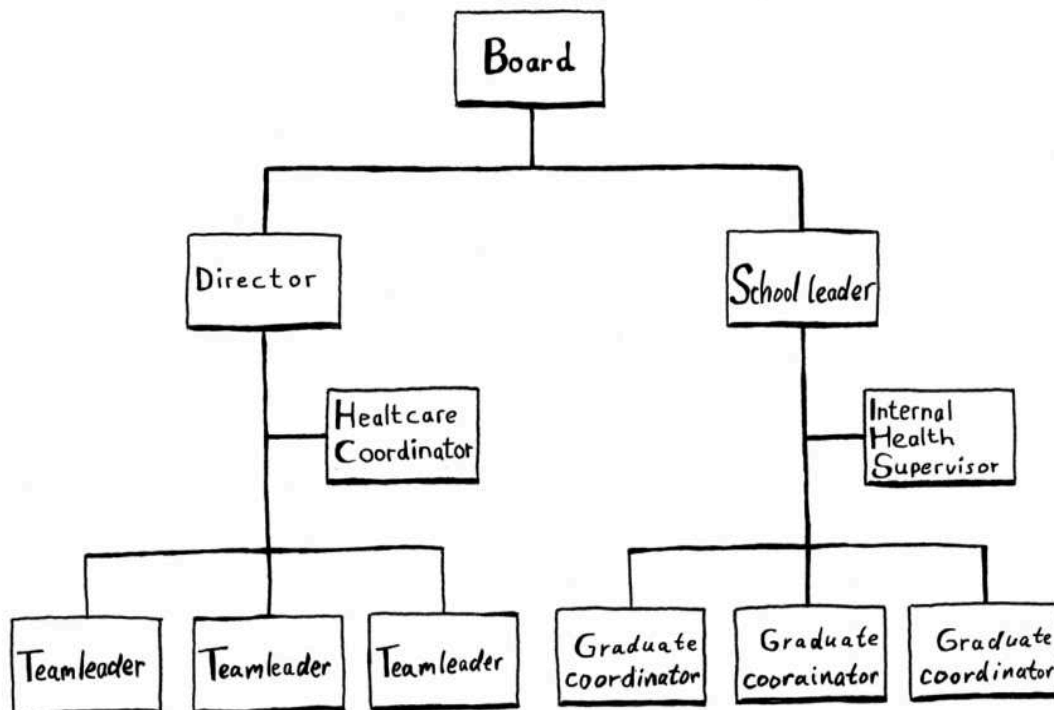 Board
Director
School leader
Healtcare
Coordinator
Internal
Health
Supervisor
Teamleader
Teamleader
Teamleader
Graduate
coordinator
Graduate
coorainator
Graduate
coordinator